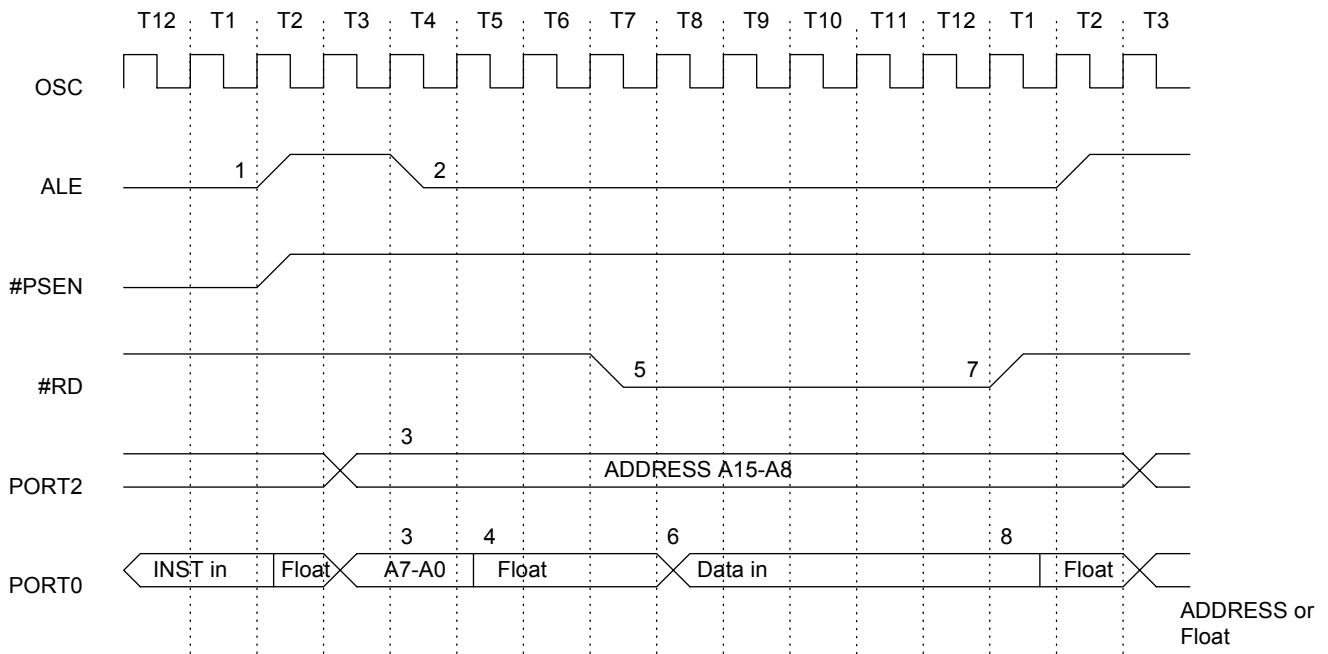 T12 T1 T2 T3 T4 T5 T6 T7 T8 T9 T10 T11 T12 T1 T2 T3
OSC
1 2
ALE
#PSEN
5 7
#RD
3
ADDRESS A15-A8
PORT2
3 4 6 8
INST in Float A7-A0 Float Data in Float
PORT0
ADDRESS or
Float